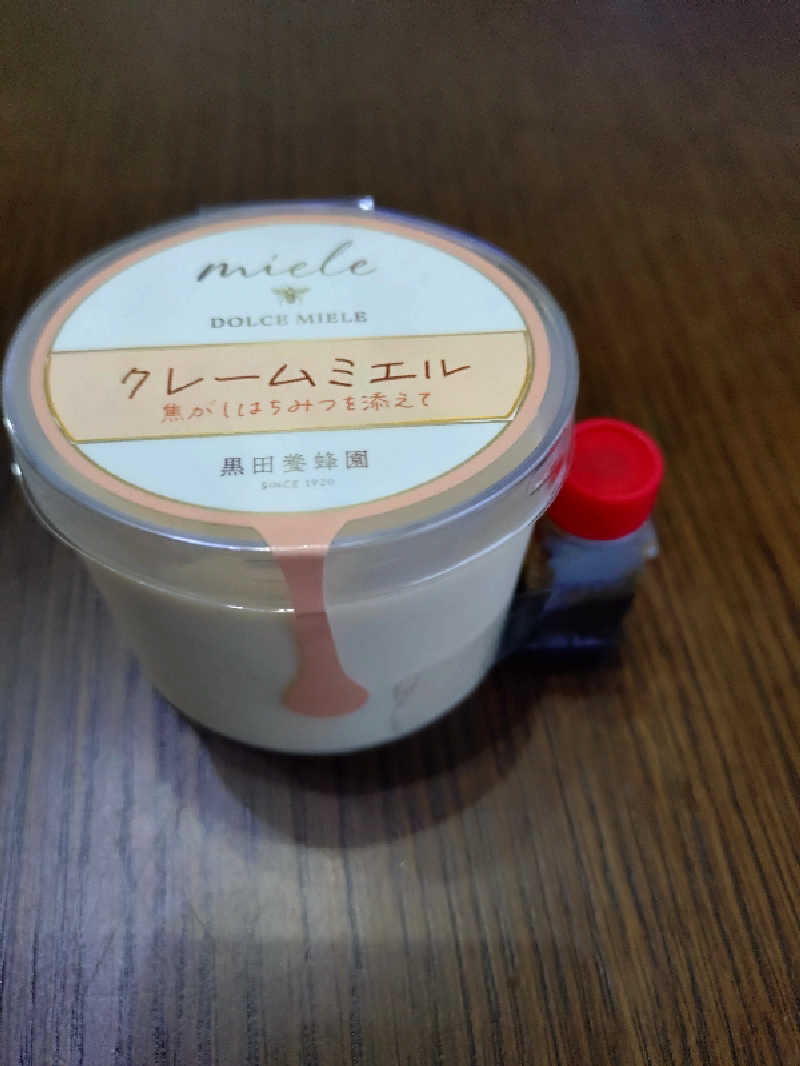 miele
DOLCE MIELE
クレームミエル
焦がしはちみつを添えて
黒田養蜂園
SINCE 1920